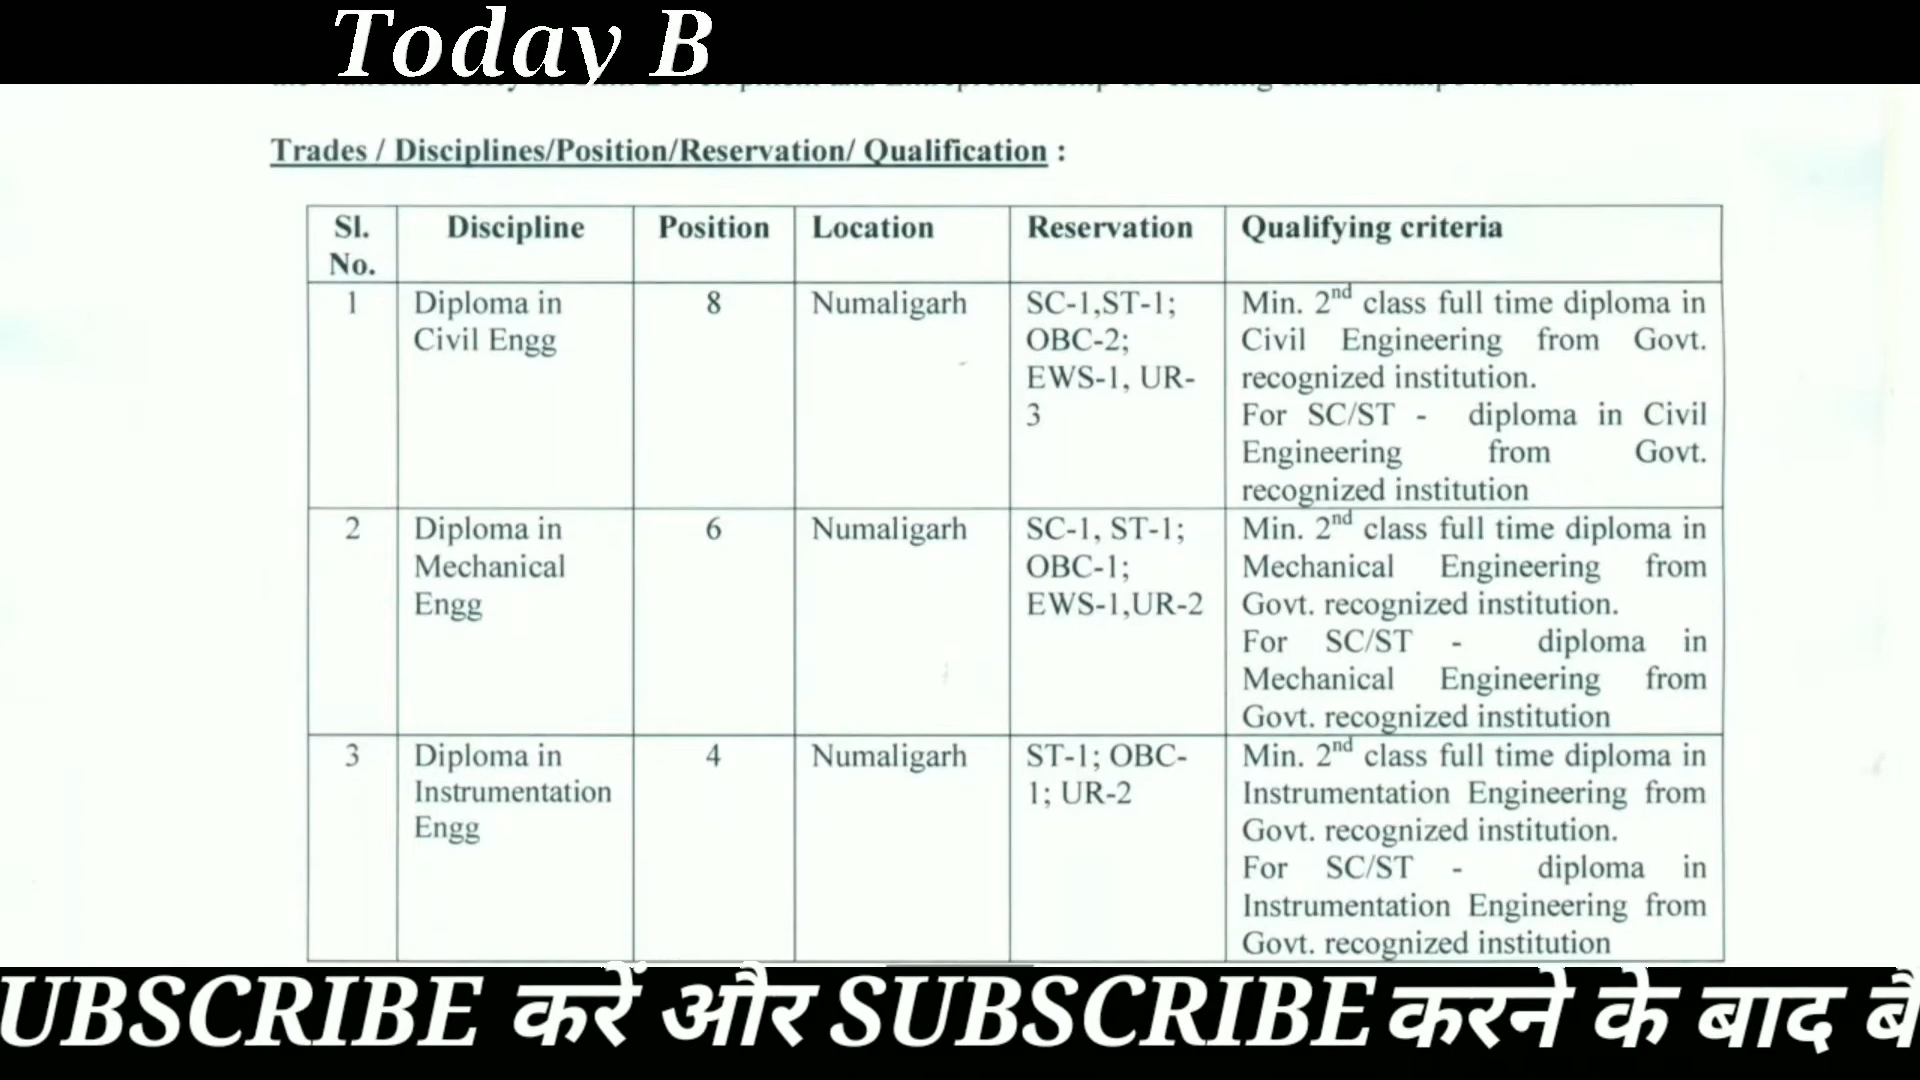 Today B
Trades / Disciplines/Position/Reservation/ Qualification :
Sl. No. Discipline Position Location Reservation Qualifying criteria
1 Diploma in Civil Engg 8 Numaligarh SC-1,ST-1; OBC-2; EWS-1, UR-3 Min. 2nd class full time diploma in Civil Engineering from Govt. recognized institution. For SC/ST - diploma in Civil Engineering from Govt. recognized institution
2 Diploma in Mechanical Engg 6 Numaligarh SC-1, ST-1; OBC-1; EWS-1,UR-2 Min. 2nd class full time diploma in Mechanical Engineering from Govt. recognized institution. For SC/ST - diploma in Mechanical Engineering from Govt. recognized institution
3 Diploma in Instrumentation Engg 4 Numaligarh ST-1; OBC-1; UR-2 Min. 2nd class full time diploma in Instrumentation Engineering from Govt. recognized institution. For SC/ST - diploma in Instrumentation Engineering from Govt. recognized institution
UBSCRIBE करें और SUBSCRIBE करने के बाद बै